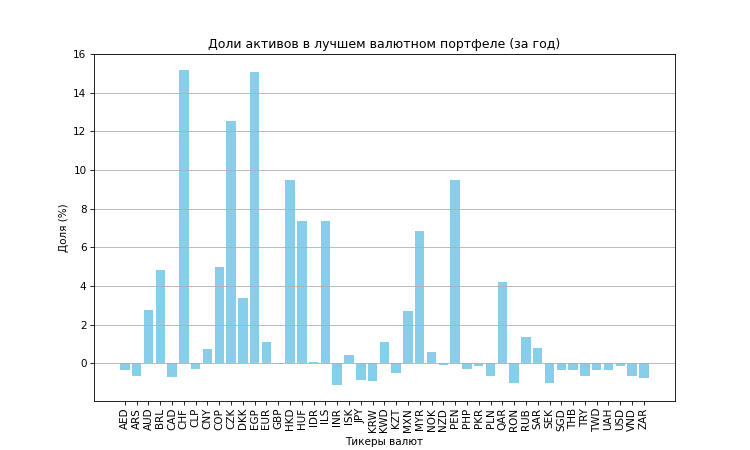 Доли активов в лучшем валютном портфеле (за год)
Доля (%)
16
14
12
10
8
6
4
2
0
AED ARS AUD BRL CAD CHF CLP CNY COP CZK DKK EGP EUR GBP HKD HUF IDR ILS INR ISK JPY KRW KWD KZT MXN MYR NOK NZD PEN PHP PKR PLN QAR RON RUB SAR SEK SGD THB TRY TWD UAH USD VND ZAR
Тикеры валют